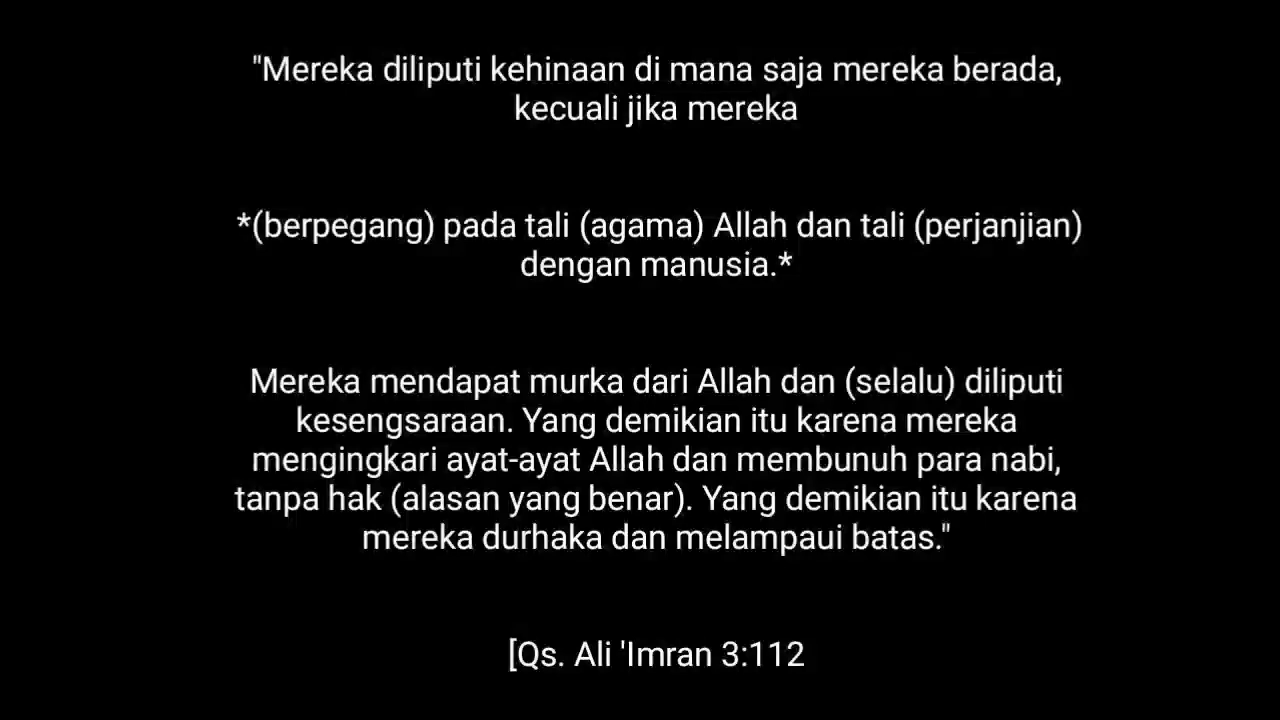 "Mereka diliputi kehinaan di mana saja mereka berada,
kecuali jika mereka
*(berpegang) pada tali (agama) Allah dan tali (perjanjian)
dengan manusia.*
Mereka mendapat murka dari Allah dan (selalu) diliputi
kesengsaraan. Yang demikian itu karena mereka
mengingkari ayat-ayat Allah dan membunuh para nabi,
tanpa hak (alasan yang benar). Yang demikian itu karena
mereka durhaka dan melampaui batas."
[Qs. Ali 'Imran 3:112